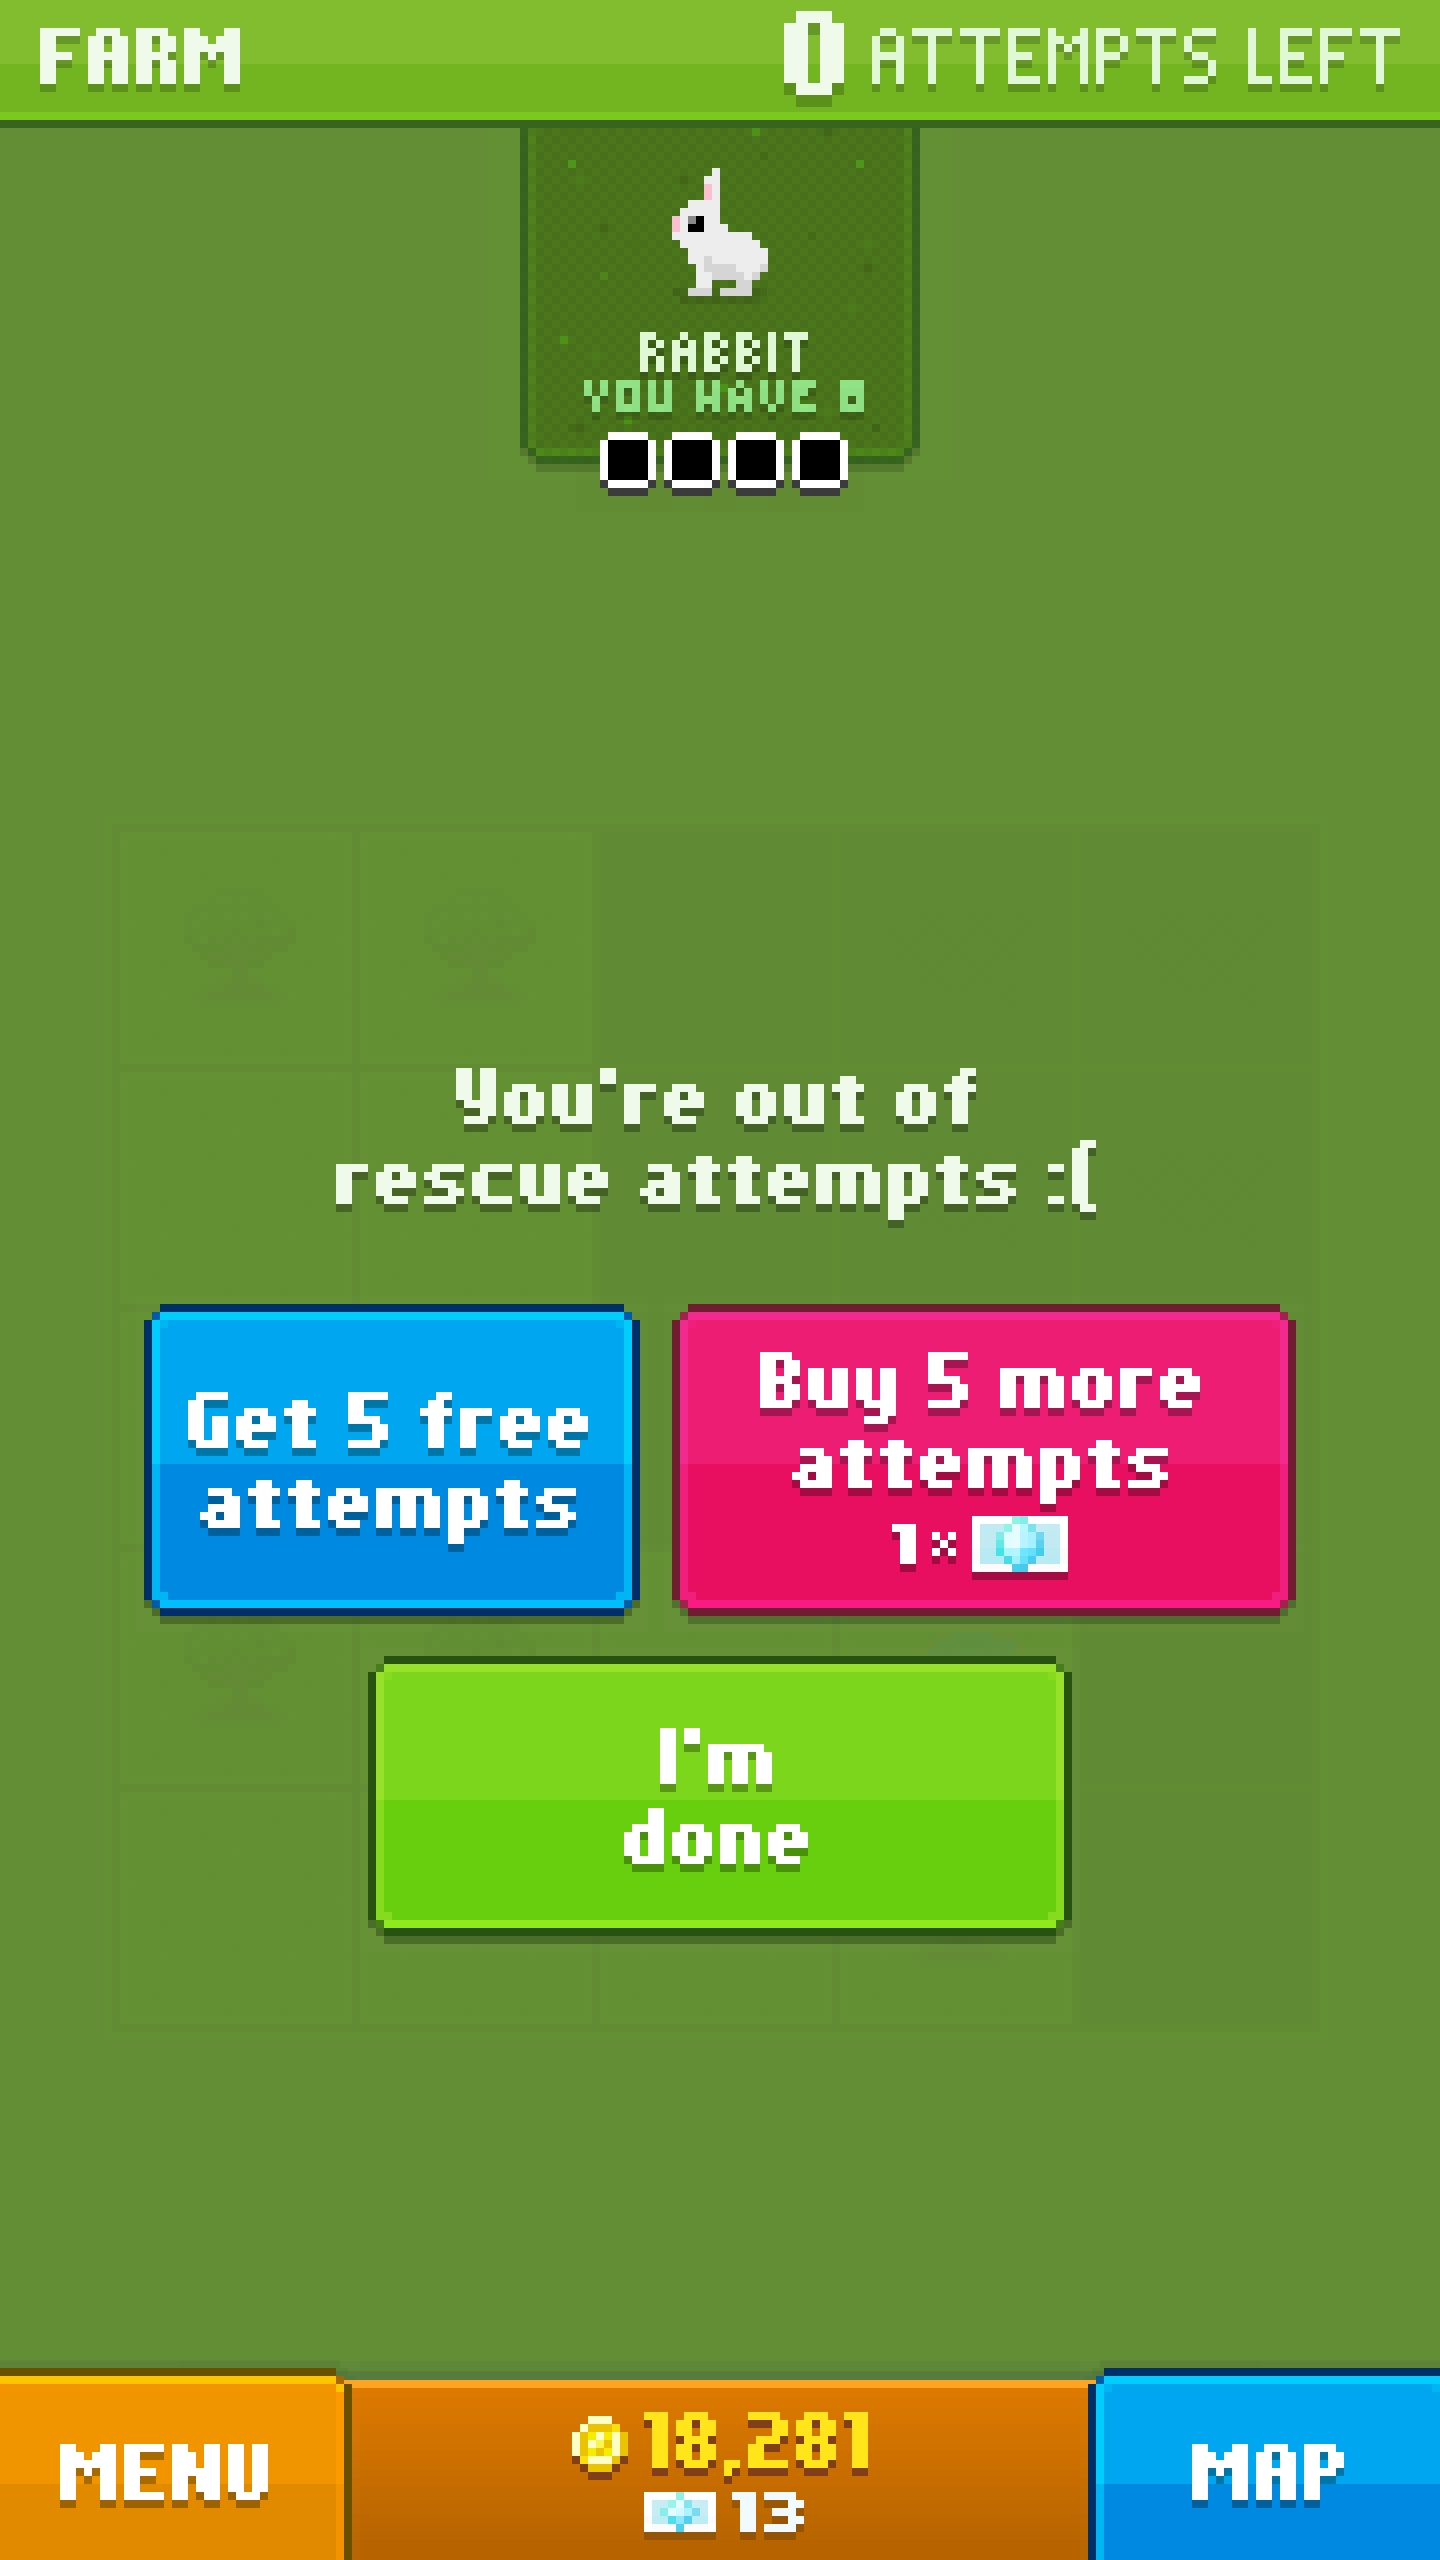 FARM
0 ATTEMPTS LEFT
RABBIT
YOU HAVE 0
You're out of
rescue attempts :(
Get 5 free
attempts
Buy 5 more
attempts
1×
I'm
done
MENU
18,281
13
MAP